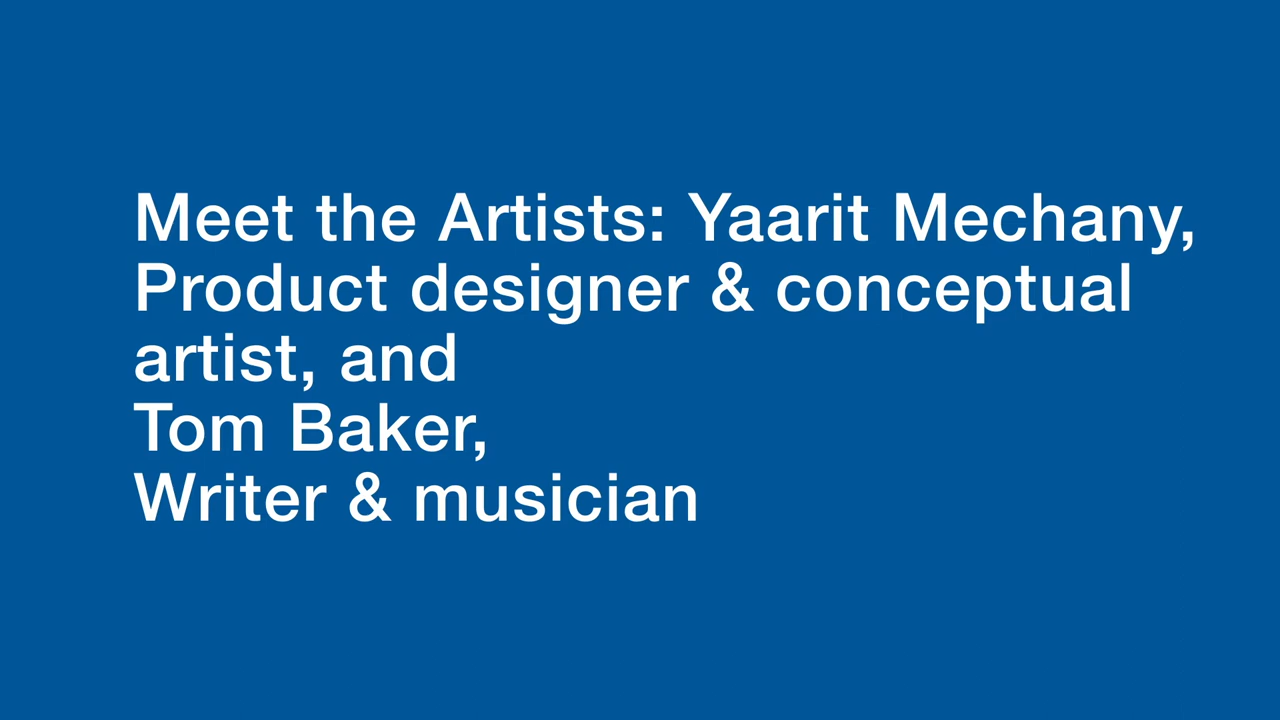 Meet the Artists: Yaarit Mechany,
Product designer & conceptual
artist, and
Tom Baker,
Writer & musician